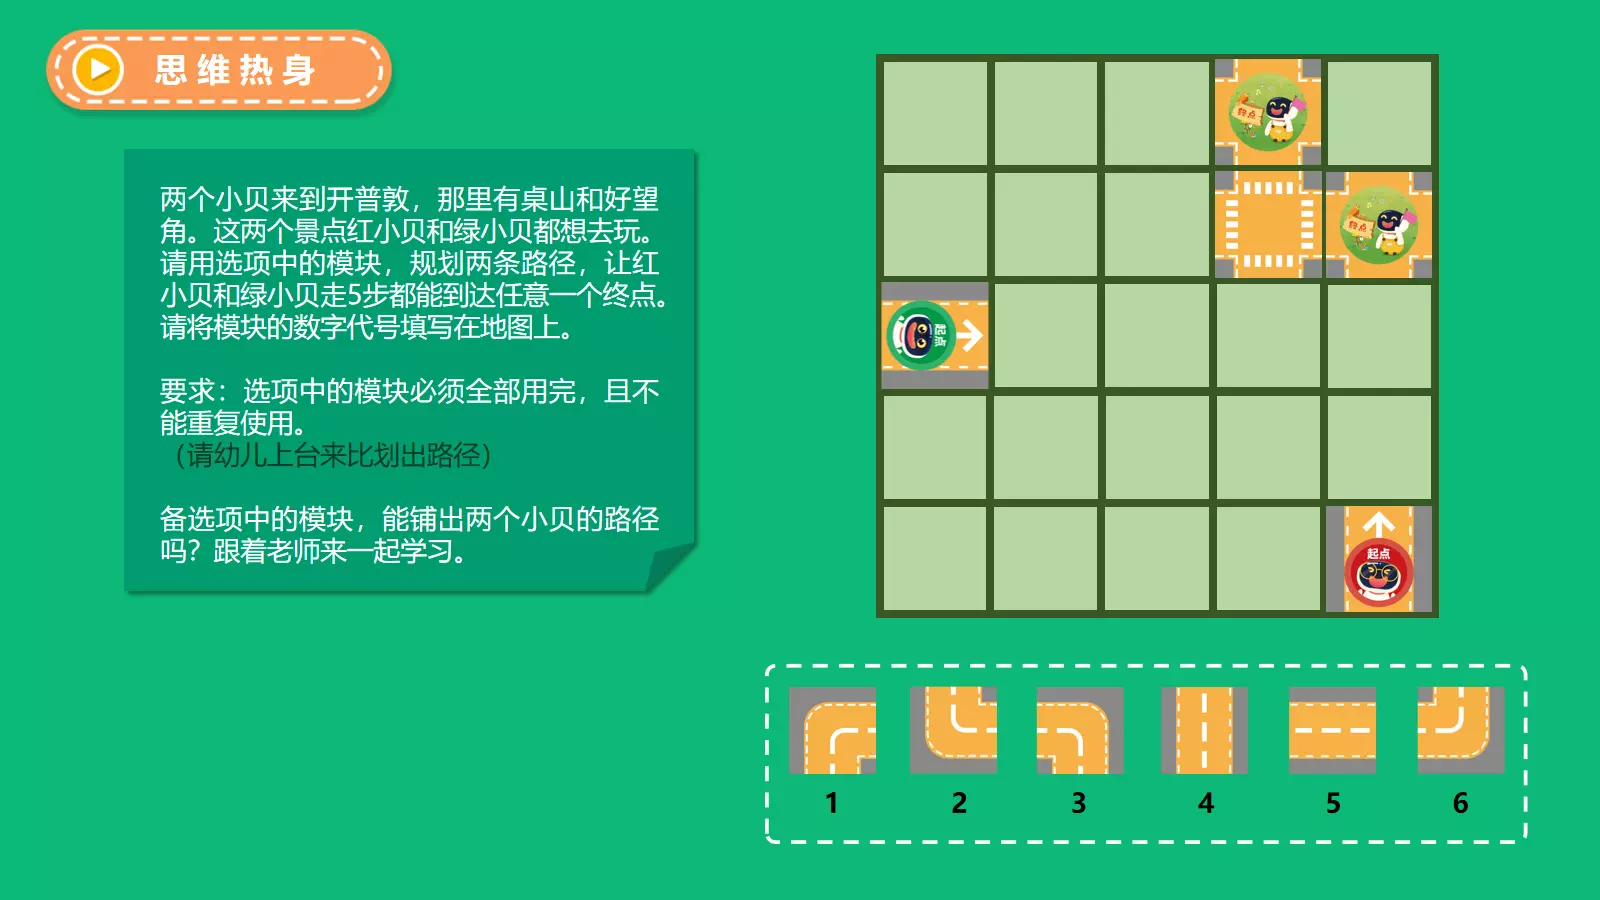 思维热身
两个小贝来到开普敦，那里有桌山和好望
角。这两个景点红小贝和绿小贝都想去玩。
请用选项中的模块，规划两条路径，让红
小贝和绿小贝走5步都能到达任意一个终点。
请将模块的数字代号填写在地图上。
要求：选项中的模块必须全部用完，且不
能重复使用。
（请幼儿上台来比划出路径）
备选项中的模块，能铺出两个小贝的路径
吗？跟着老师来一起学习。
终点
终点
起点
起点
1 2 3 4 5 6